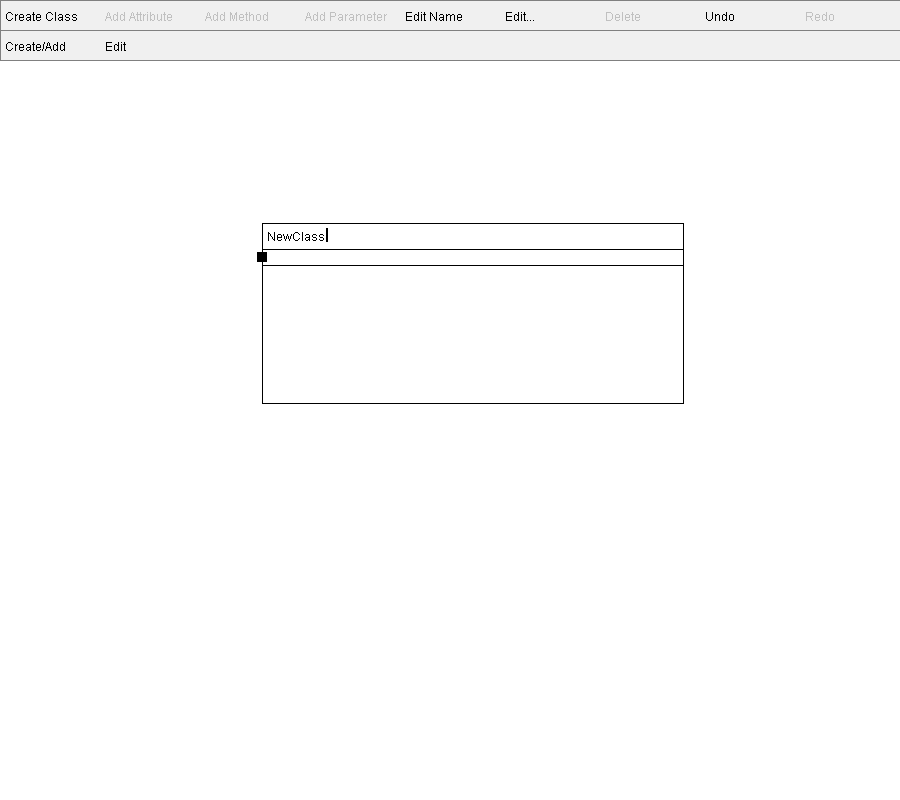 Create Class Add Attribute Add Method Add Parameter Edit Name Edit... Delete Undo Redo
Create/Add Edit
NewClass